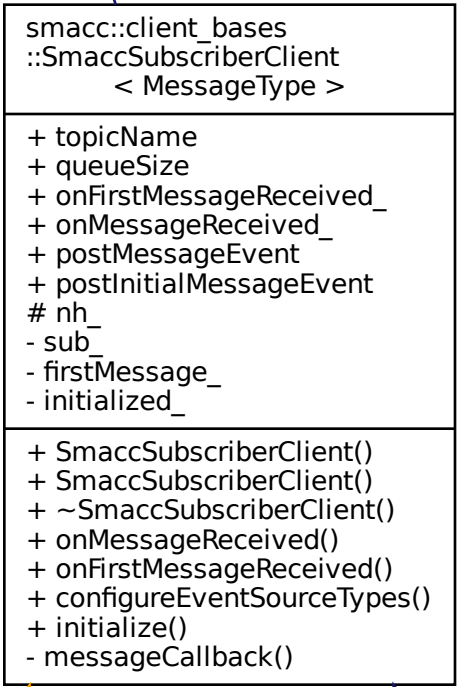 smacc::client_bases
::SmaccSubscriberClient
< MessageType >
+ topicName
+ queueSize
+ onFirstMessageReceived_
+ onMessageReceived_
+ postMessageEvent
+ postInitialMessageEvent
# nh_
- sub_
- firstMessage_
- initialized_
+ SmaccSubscriberClient()
+ SmaccSubscriberClient()
+ ~SmaccSubscriberClient()
+ onMessageReceived()
+ onFirstMessageReceived()
+ configureEventSourceTypes()
+ initialize()
- messageCallback()